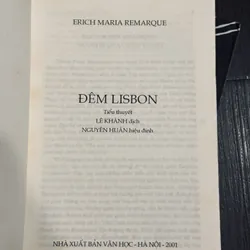 ERICH MARIA REMARQUE
ĐÊM LISBON
Tiểu thuyết
LÊ KHÁNH dịch
NGUYỄN HUÂN hiệu đính
NHÀ XUẤT BẢN VĂN HỌC - HÀ NỘI - 2001